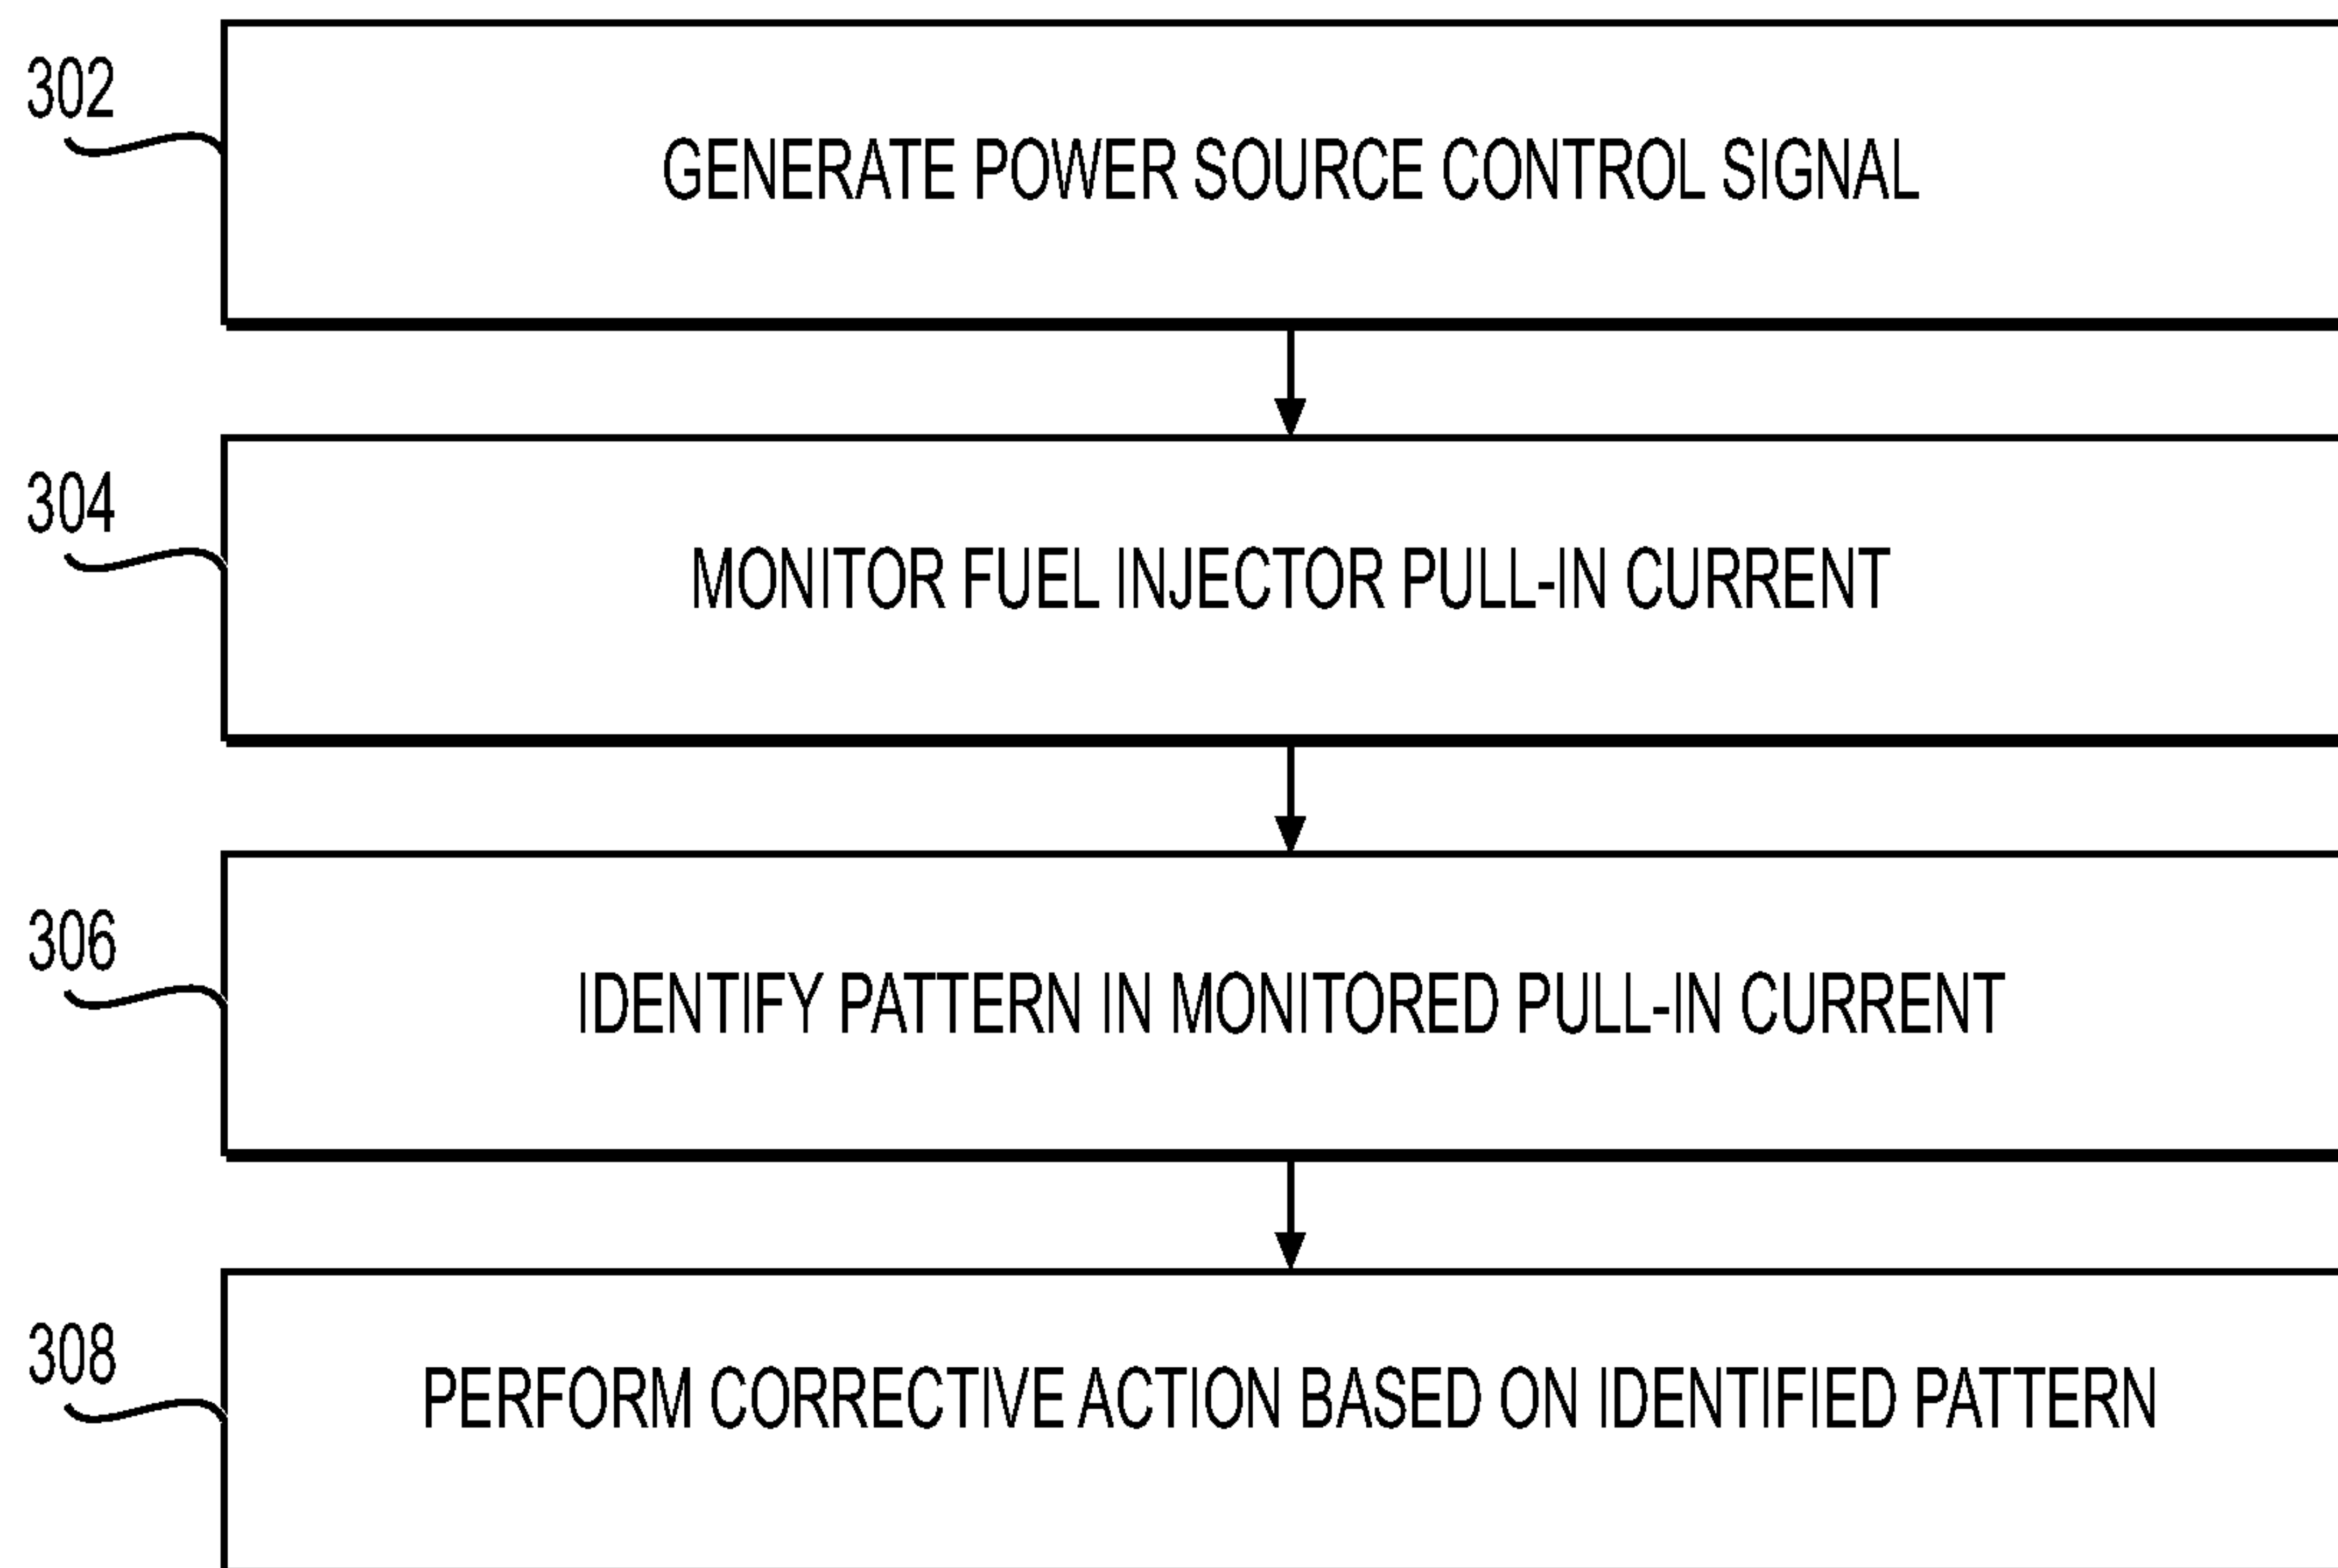 302
GENERATE POWER SOURCE CONTROL SIGNAL
304
MONITOR FUEL INJECTOR PULL-IN CURRENT
306
IDENTIFY PATTERN IN MONITORED PULL-IN CURRENT
308
PERFORM CORRECTIVE ACTION BASED ON IDENTIFIED PATTERN